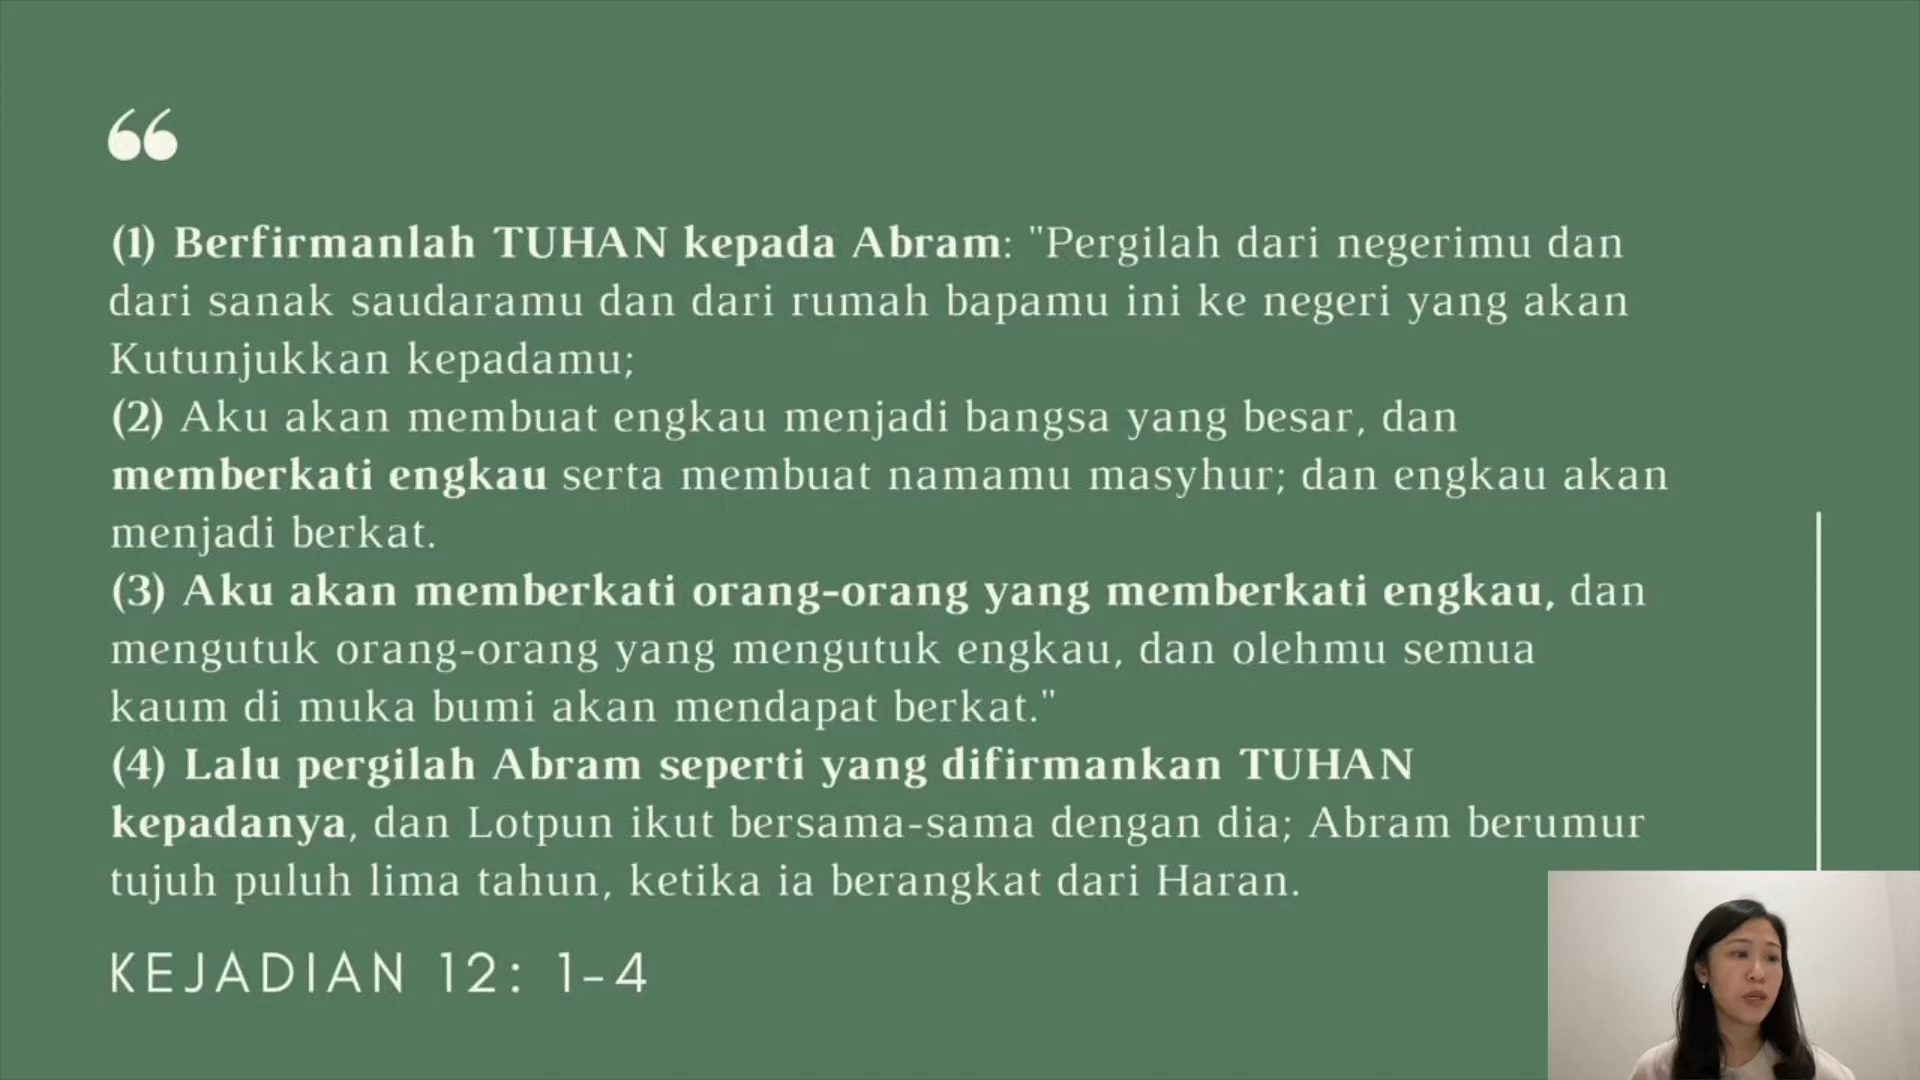 “
(1) Berfirmanlah TUHAN kepada Abram: "Pergilah dari negerimu dan
dari sanak saudaramu dan dari rumah bapamu ini ke negeri yang akan
Kutunjukkan kepadamu;
(2) Aku akan membuat engkau menjadi bangsa yang besar, dan
memberkati engkau serta membuat namamu masyhur; dan engkau akan
menjadi berkat.
(3) Aku akan memberkati orang-orang yang memberkati engkau, dan
mengutuk orang-orang yang mengutuk engkau, dan olehmu semua
kaum di muka bumi akan mendapat berkat."
(4) Lalu pergilah Abram seperti yang difirmankan TUHAN
kepadanya, dan Lotpun ikut bersama-sama dengan dia; Abram berumur
tujuh puluh lima tahun, ketika ia berangkat dari Haran.
KEJADIAN 12: 1-4